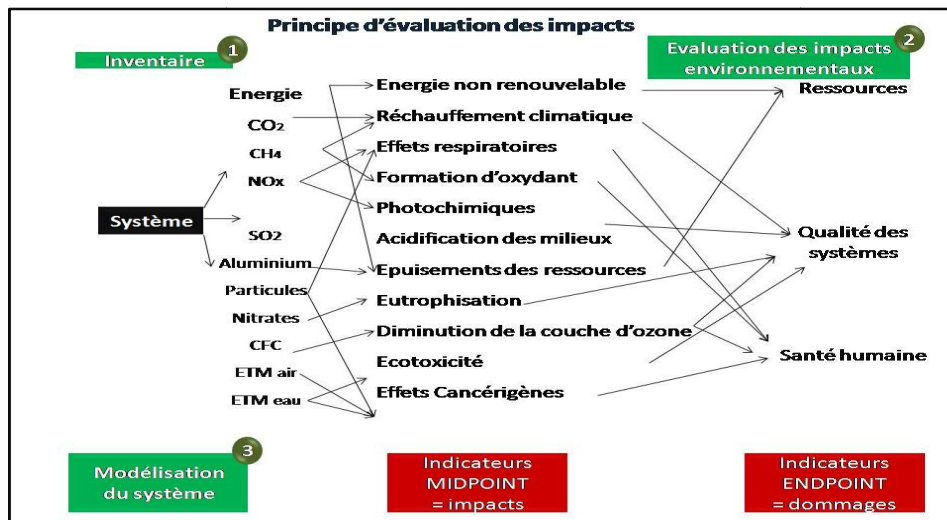 Principe d'évaluation des impacts
1
Inventaire
2
Evaluation des impacts
environnementaux
Système
Energie
CO₂
CH₄
NOx
SO2
Aluminium
Particules
Nitrates
CFC
ETM air
ETM eau
Energie non renouvelable
Réchauffement climatique
Effets respiratoires
Formation d'oxydant
Photochimiques
Acidification des milieux
Epuisements des ressources
Eutrophisation
Diminution de la couche d'ozone
Ecotoxicité
Effets Cancérigènes
Ressources
Qualité des
systèmes
Santé humaine
3
Modélisation
du système
Indicateurs
MIDPOINT
= impacts
Indicateurs
ENDPOINT
= dommages